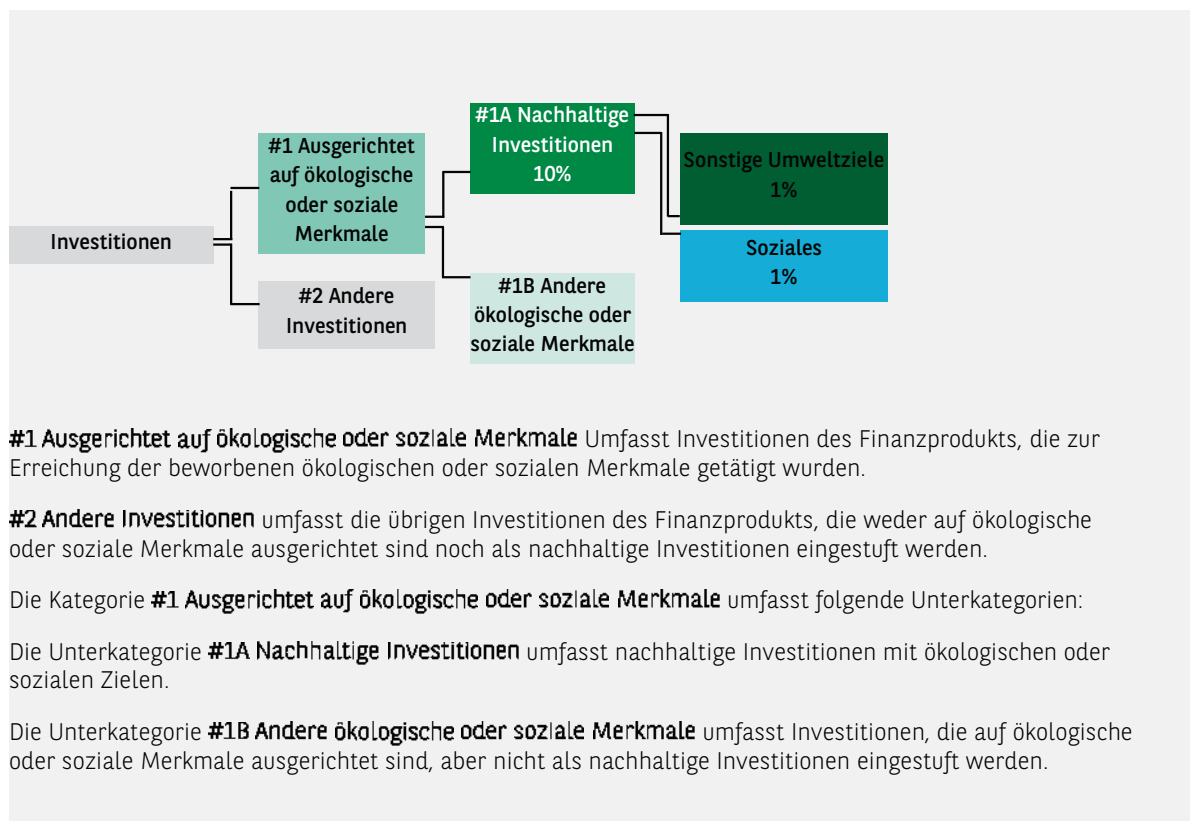 #1A Nachhaltige
Investitionen
10%
#1 Ausgerichtet
auf ökologische
oder soziale
Merkmale
Sonstige Umweltziele
1%
Investitionen
Soziales
1%
#2 Andere
Investitionen
#1B Andere
ökologische oder
soziale Merkmale
#1 Ausgerichtet auf ökologische oder soziale Merkmale Umfasst Investitionen des Finanzprodukts, die zur
Erreichung der beworbenen ökologischen oder sozialen Merkmale getätigt wurden.
#2 Andere Investitionen umfasst die übrigen Investitionen des Finanzprodukts, die weder auf ökologische
oder soziale Merkmale ausgerichtet sind noch als nachhaltige Investitionen eingestuft werden.
Die Kategorie #1 Ausgerichtet auf ökologische oder soziale Merkmale umfasst folgende Unterkategorien:
Die Unterkategorie #1A Nachhaltige Investitionen umfasst nachhaltige Investitionen mit ökologischen oder
sozialen Zielen.
Die Unterkategorie #1B Andere ökologische oder soziale Merkmale umfasst Investitionen, die auf ökologische
oder soziale Merkmale ausgerichtet sind, aber nicht als nachhaltige Investitionen eingestuft werden.